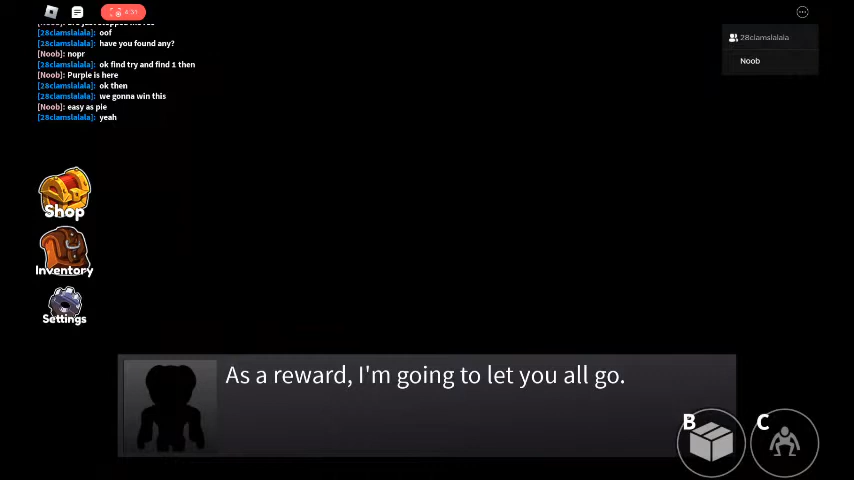 4:31
oof
[28clamslalala]: have you found any?
[Noob]: nopr
[28clamslalala]: ok find try and find 1 then
[Noob]: Purple is here
[28clamslalala]: ok then
[28clamslalala]: we gonna win this
[Noob]: easy as pie
[28clamslalala]: yeah
28clamslalala
Noob
Shop
Inventory
Settings
As a reward, I'm going to let you all go.
B
C